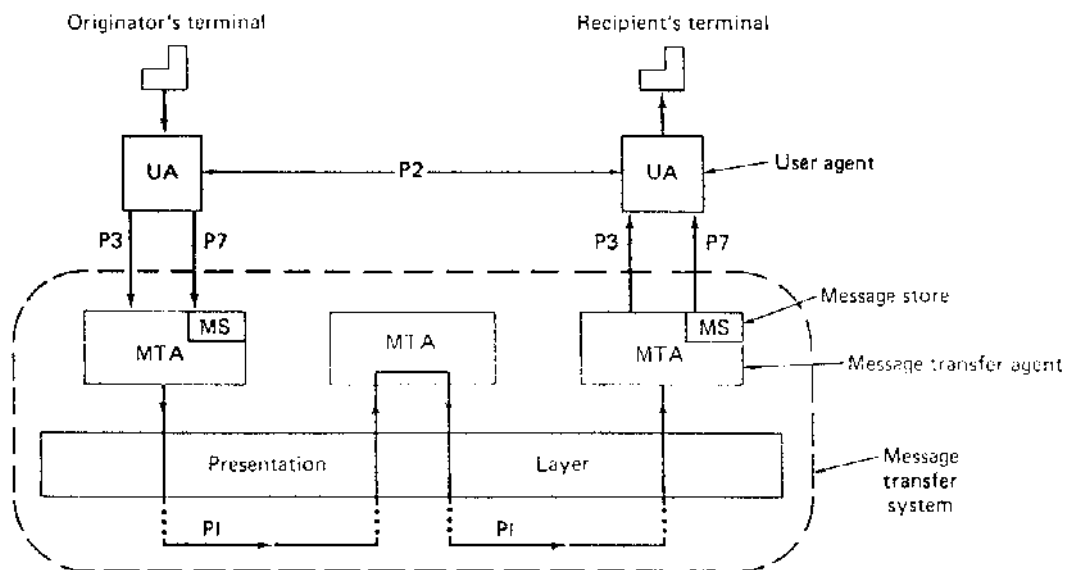 Originator's terminal
Recipient's terminal
UA
P2
UA
User agent
P3
P7
P3
P7
MS
MTA
MTA
MS
MTA
Message store
Message transfer agent
Presentation
Layer
Message
transfer
system
P1
P1